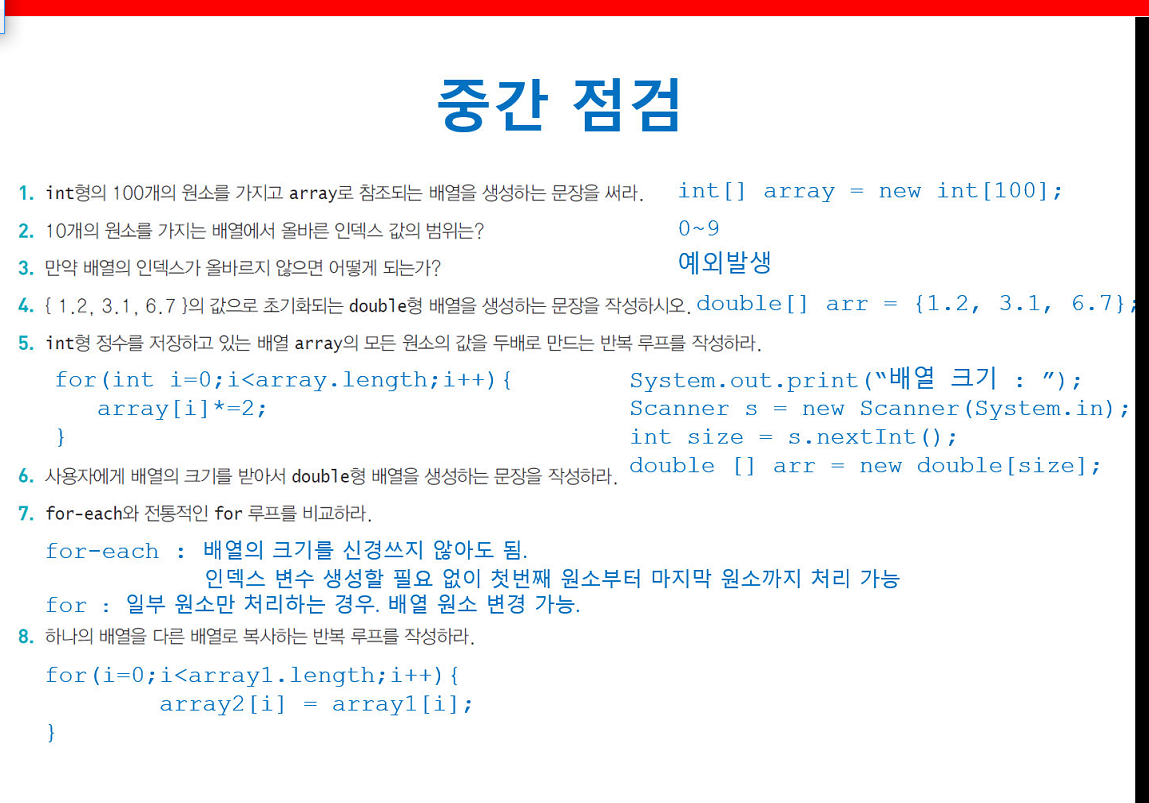 중간 점검
1. int형의 100개의 원소를 가지고 array로 참조되는 배열을 생성하는 문장을 써라. int[] array = new int[100];
2. 10개의 원소를 가지는 배열에서 올바른 인덱스 값의 범위는? 0~9
3. 만약 배열의 인덱스가 올바르지 않으면 어떻게 되는가? 예외발생
4. { 1.2, 3.1, 6.7 }의 값으로 초기화되는 double형 배열을 생성하는 문장을 작성하시오. double[] arr = {1.2, 3.1, 6.7};
5. int형 정수를 저장하고 있는 배열 array의 모든 원소의 값을 두배로 만드는 반복 루프를 작성하라.
for(int i=0;i<array.length;i++){
array[i]*=2;
}
System.out.print(“배열 크기 : ”);
Scanner s = new Scanner(System.in);
int size = s.nextInt();
double [] arr = new double[size];
6. 사용자에게 배열의 크기를 받아서 double형 배열을 생성하는 문장을 작성하라.
7. for-each와 전통적인 for 루프를 비교하라.
for-each : 배열의 크기를 신경쓰지 않아도 됨.
인덱스 변수 생성할 필요 없이 첫번째 원소부터 마지막 원소까지 처리 가능
for : 일부 원소만 처리하는 경우. 배열 원소 변경 가능.
8. 하나의 배열을 다른 배열로 복사하는 반복 루프를 작성하라.
for(i=0;i<array1.length;i++){
array2[i] = array1[i];
}